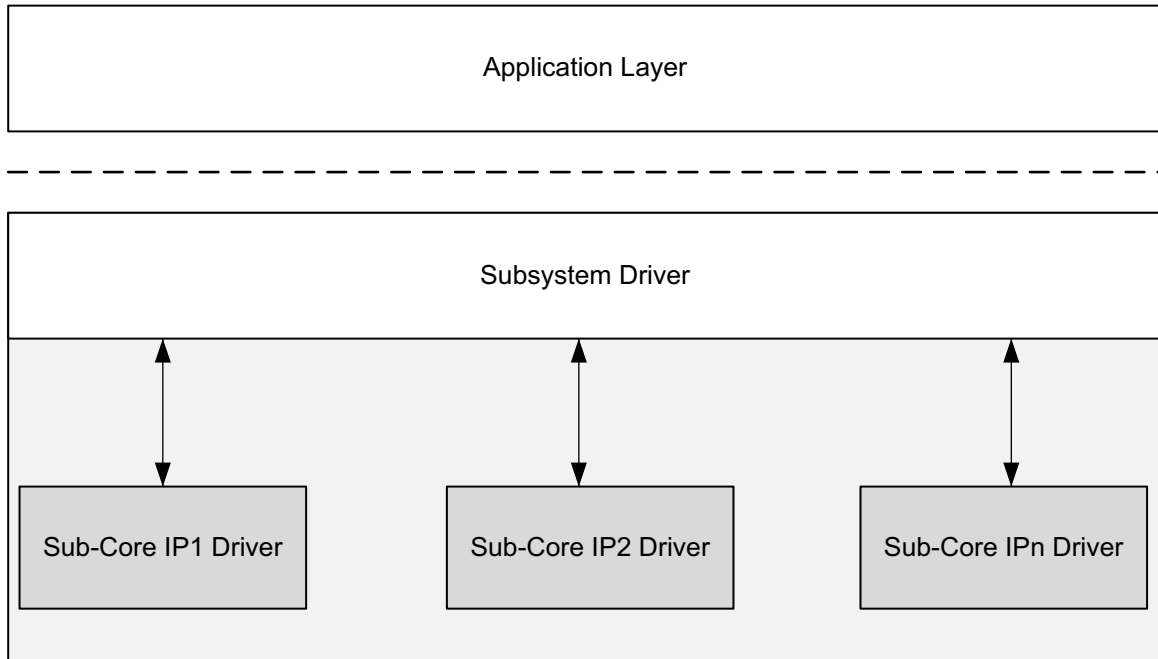 Application Layer
Subsystem Driver
Sub-Core IP1 Driver
Sub-Core IP2 Driver
Sub-Core IPn Driver